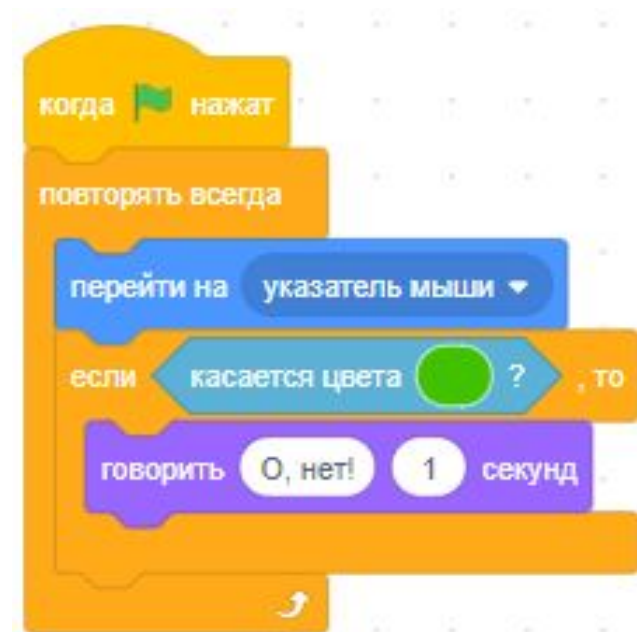 когда нажат
повторять всегда
перейти на указатель мыши
если касается цвета ? , то
говорить О, нет! 1 секунд